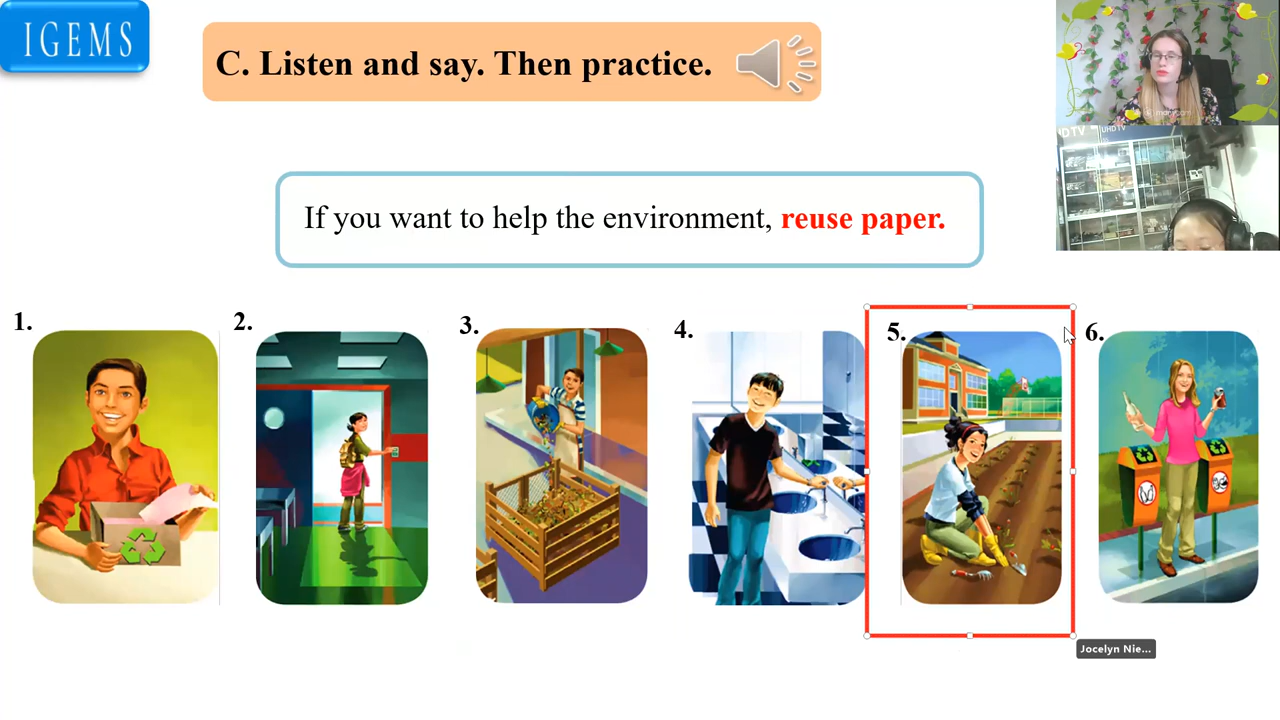 IGEMS
C. Listen and say. Then practice.
UHDTV
If you want to help the environment, reuse paper.
1.
2.
3.
4.
5.
6.
Jocelyn Nie...